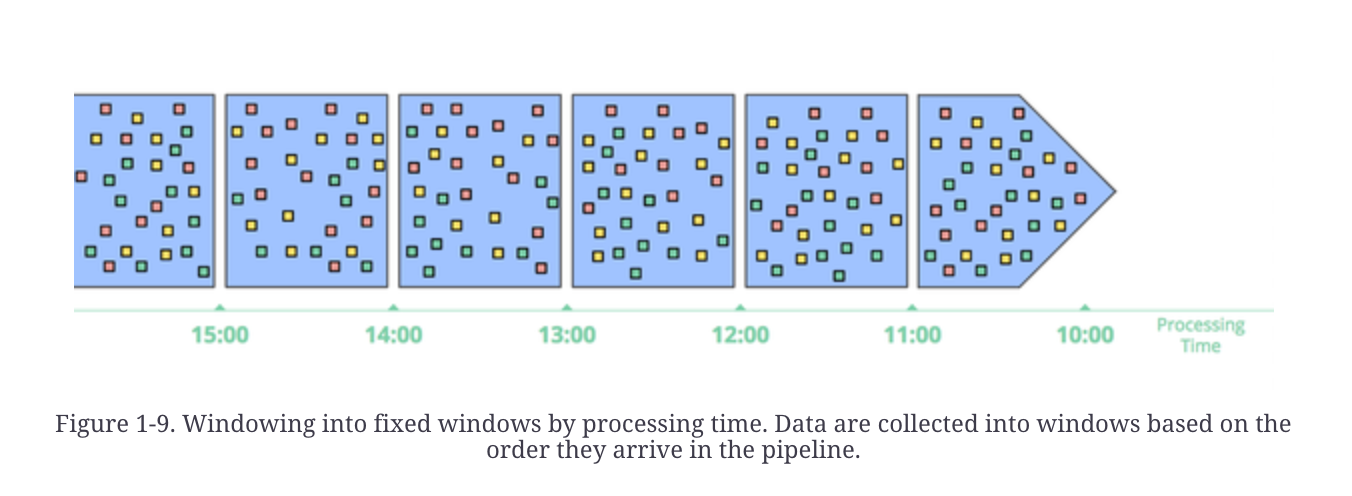 15:00 14:00 13:00 12:00 11:00 10:00 Processing
Time
Figure 1-9. Windowing into fixed windows by processing time. Data are collected into windows based on the
order they arrive in the pipeline.